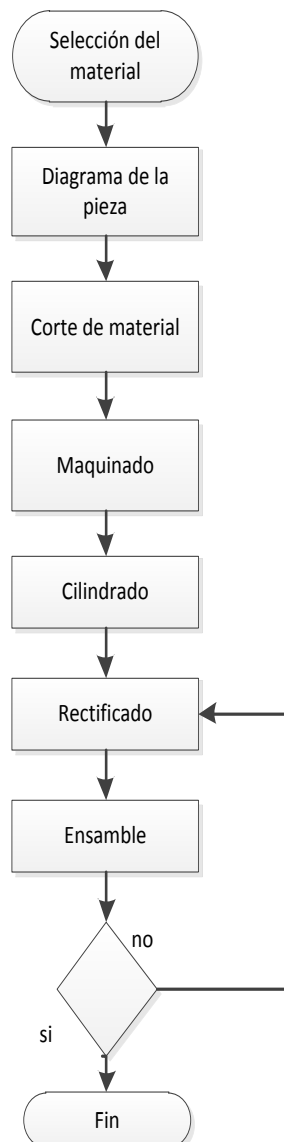 Selección del
material
Diagrama de la
pieza
Corte de material
Maquinado
Cilindrado
Rectificado
Ensamble
no
si
Fin